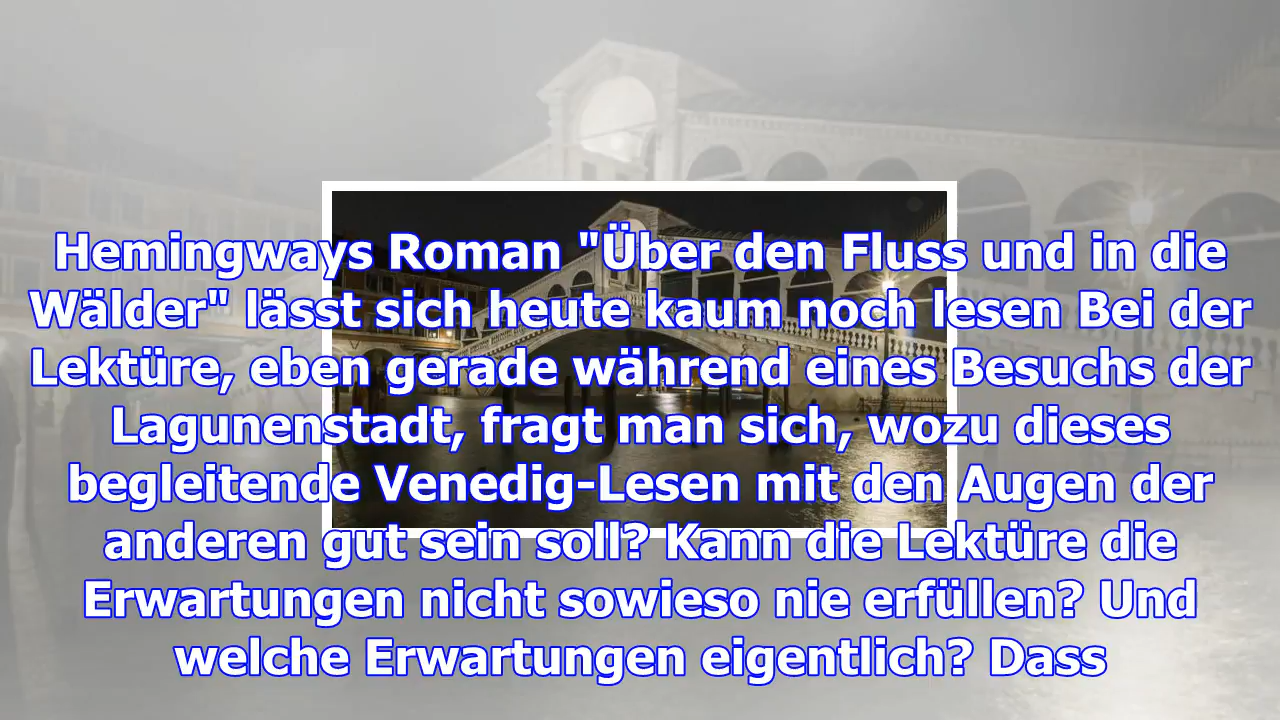 Hemingways Roman "Über den Fluss und in die
Wälder" lässt sich heute kaum noch lesen Bei der
Lektüre, eben gerade während eines Besuchs der
Lagunenstadt, fragt man sich, wozu dieses
begleitende Venedig-Lesen mit den Augen der
anderen gut sein soll? Kann die Lektüre die
Erwartungen nicht sowieso nie erfüllen? Und
welche Erwartungen eigentlich? Dass